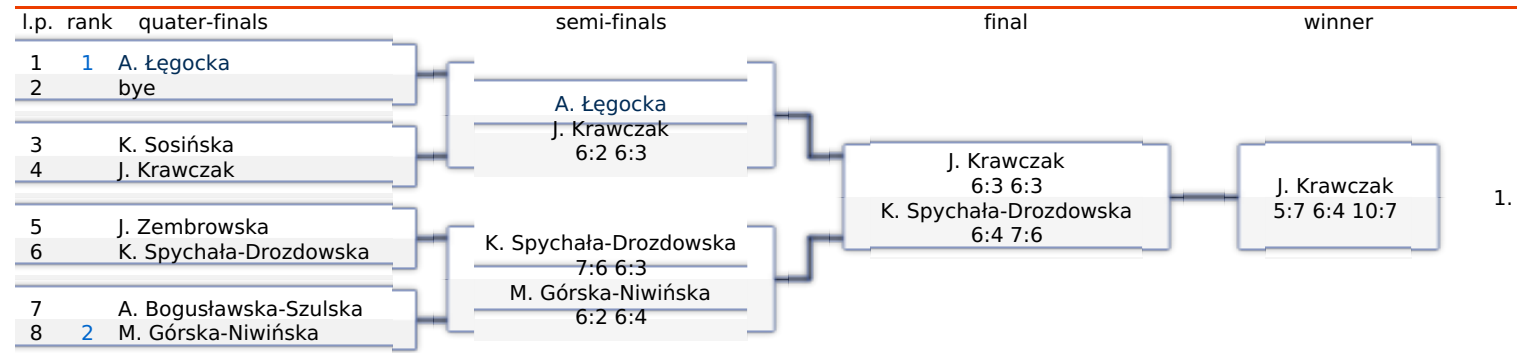 l.p. rank quater-finals semi-finals final winner
1 1 A. Łęgocka
2 bye
3 K. Sosińska
4 J. Krawczak
5 J. Zembrowska
6 K. Spychała-Drozdowska
7 A. Bogusławska-Szulska
8 2 M. Górska-Niwińska
A. Łęgocka
J. Krawczak
6:2 6:3
K. Spychała-Drozdowska
7:6 6:3
M. Górska-Niwińska
6:2 6:4
J. Krawczak
6:3 6:3
K. Spychała-Drozdowska
6:4 7:6
J. Krawczak
5:7 6:4 10:7
1.